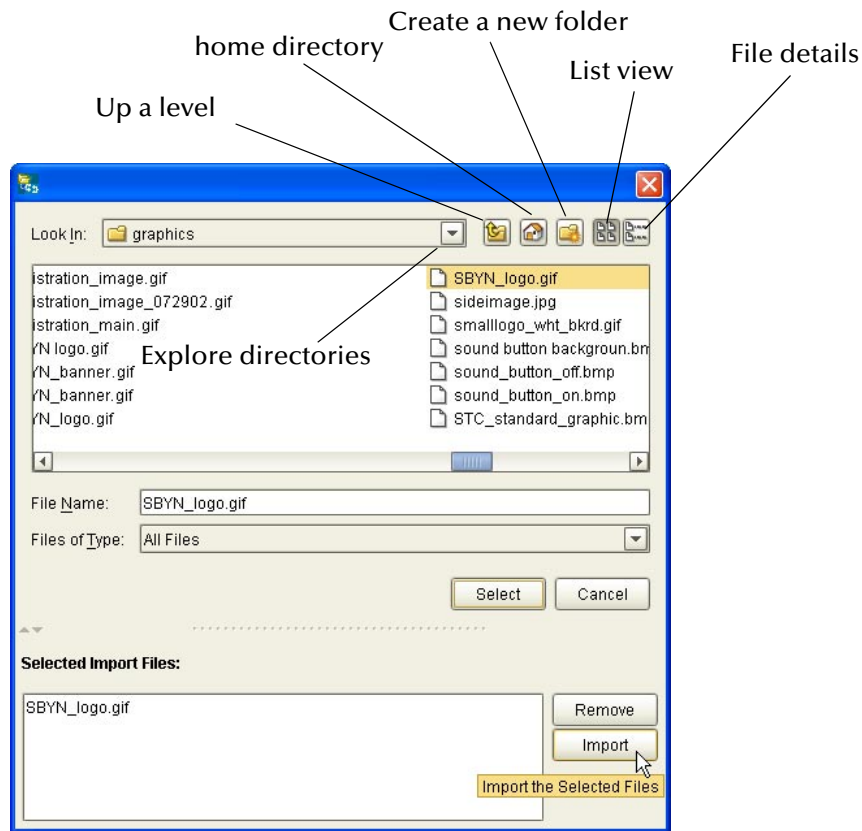 Create a new folder
home directory
File details
List view
Up a level
Look In: graphics
istration_image.gif
istration_image_072902.gif
istration_main.gif
YN logo.gif
YN_banner.gif
YN_banner.gif
YN_logo.gif
SBYN_logo.gif
sideimage.jpg
smalllogo_wht_bkrd.gif
sound button backgroun.bm
sound_button_off.bmp
sound_button_on.bmp
STC_standard_graphic.bm
Explore directories
File Name: SBYN_logo.gif
Files of Type: All Files
Select Cancel
Selected Import Files:
SBYN_logo.gif
Remove
Import
Import the Selected Files